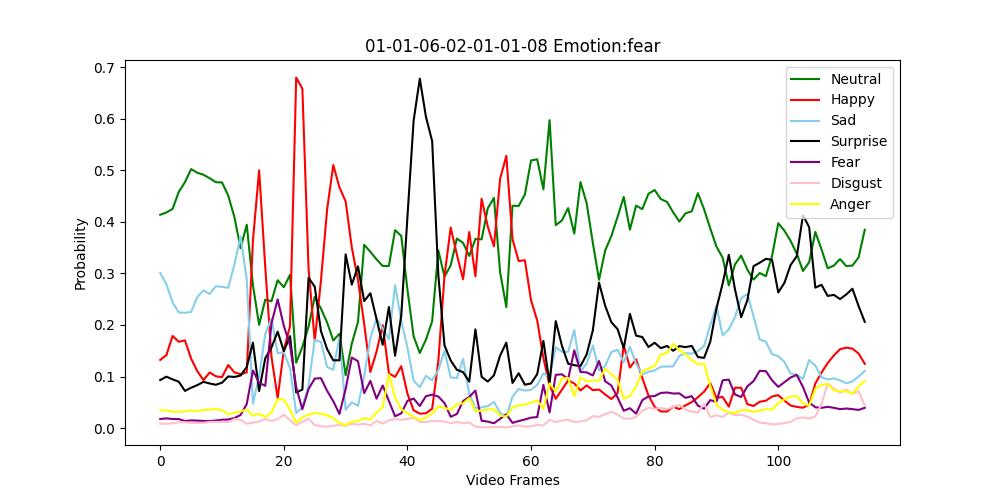 01-01-06-02-01-01-08 Emotion:fear
Probability
0.7
0.6
0.5
0.4
0.3
0.2
0.1
0.0
0 20 40 60 80 100
Video Frames
Neutral
Happy
Sad
Surprise
Fear
Disgust
Anger